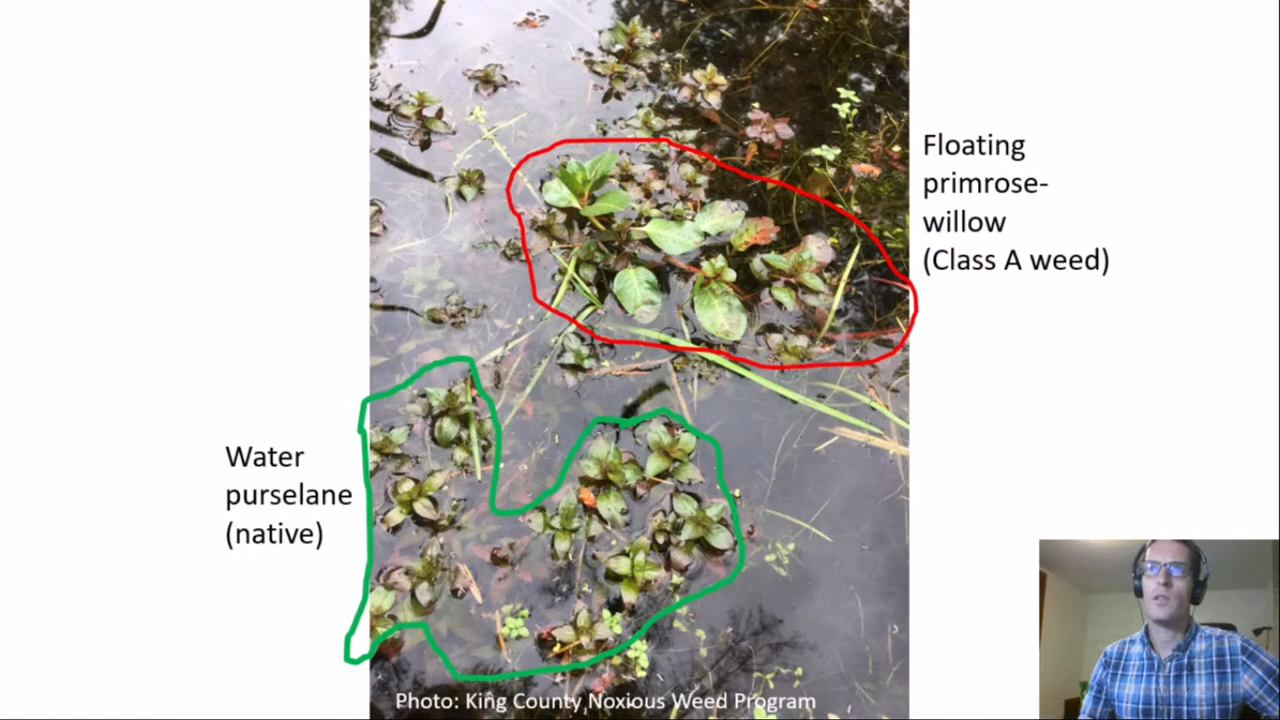 Floating
primrose-
willow
(Class A weed)
Water
purselane
(native)
Photo: King County Noxious Weed Program